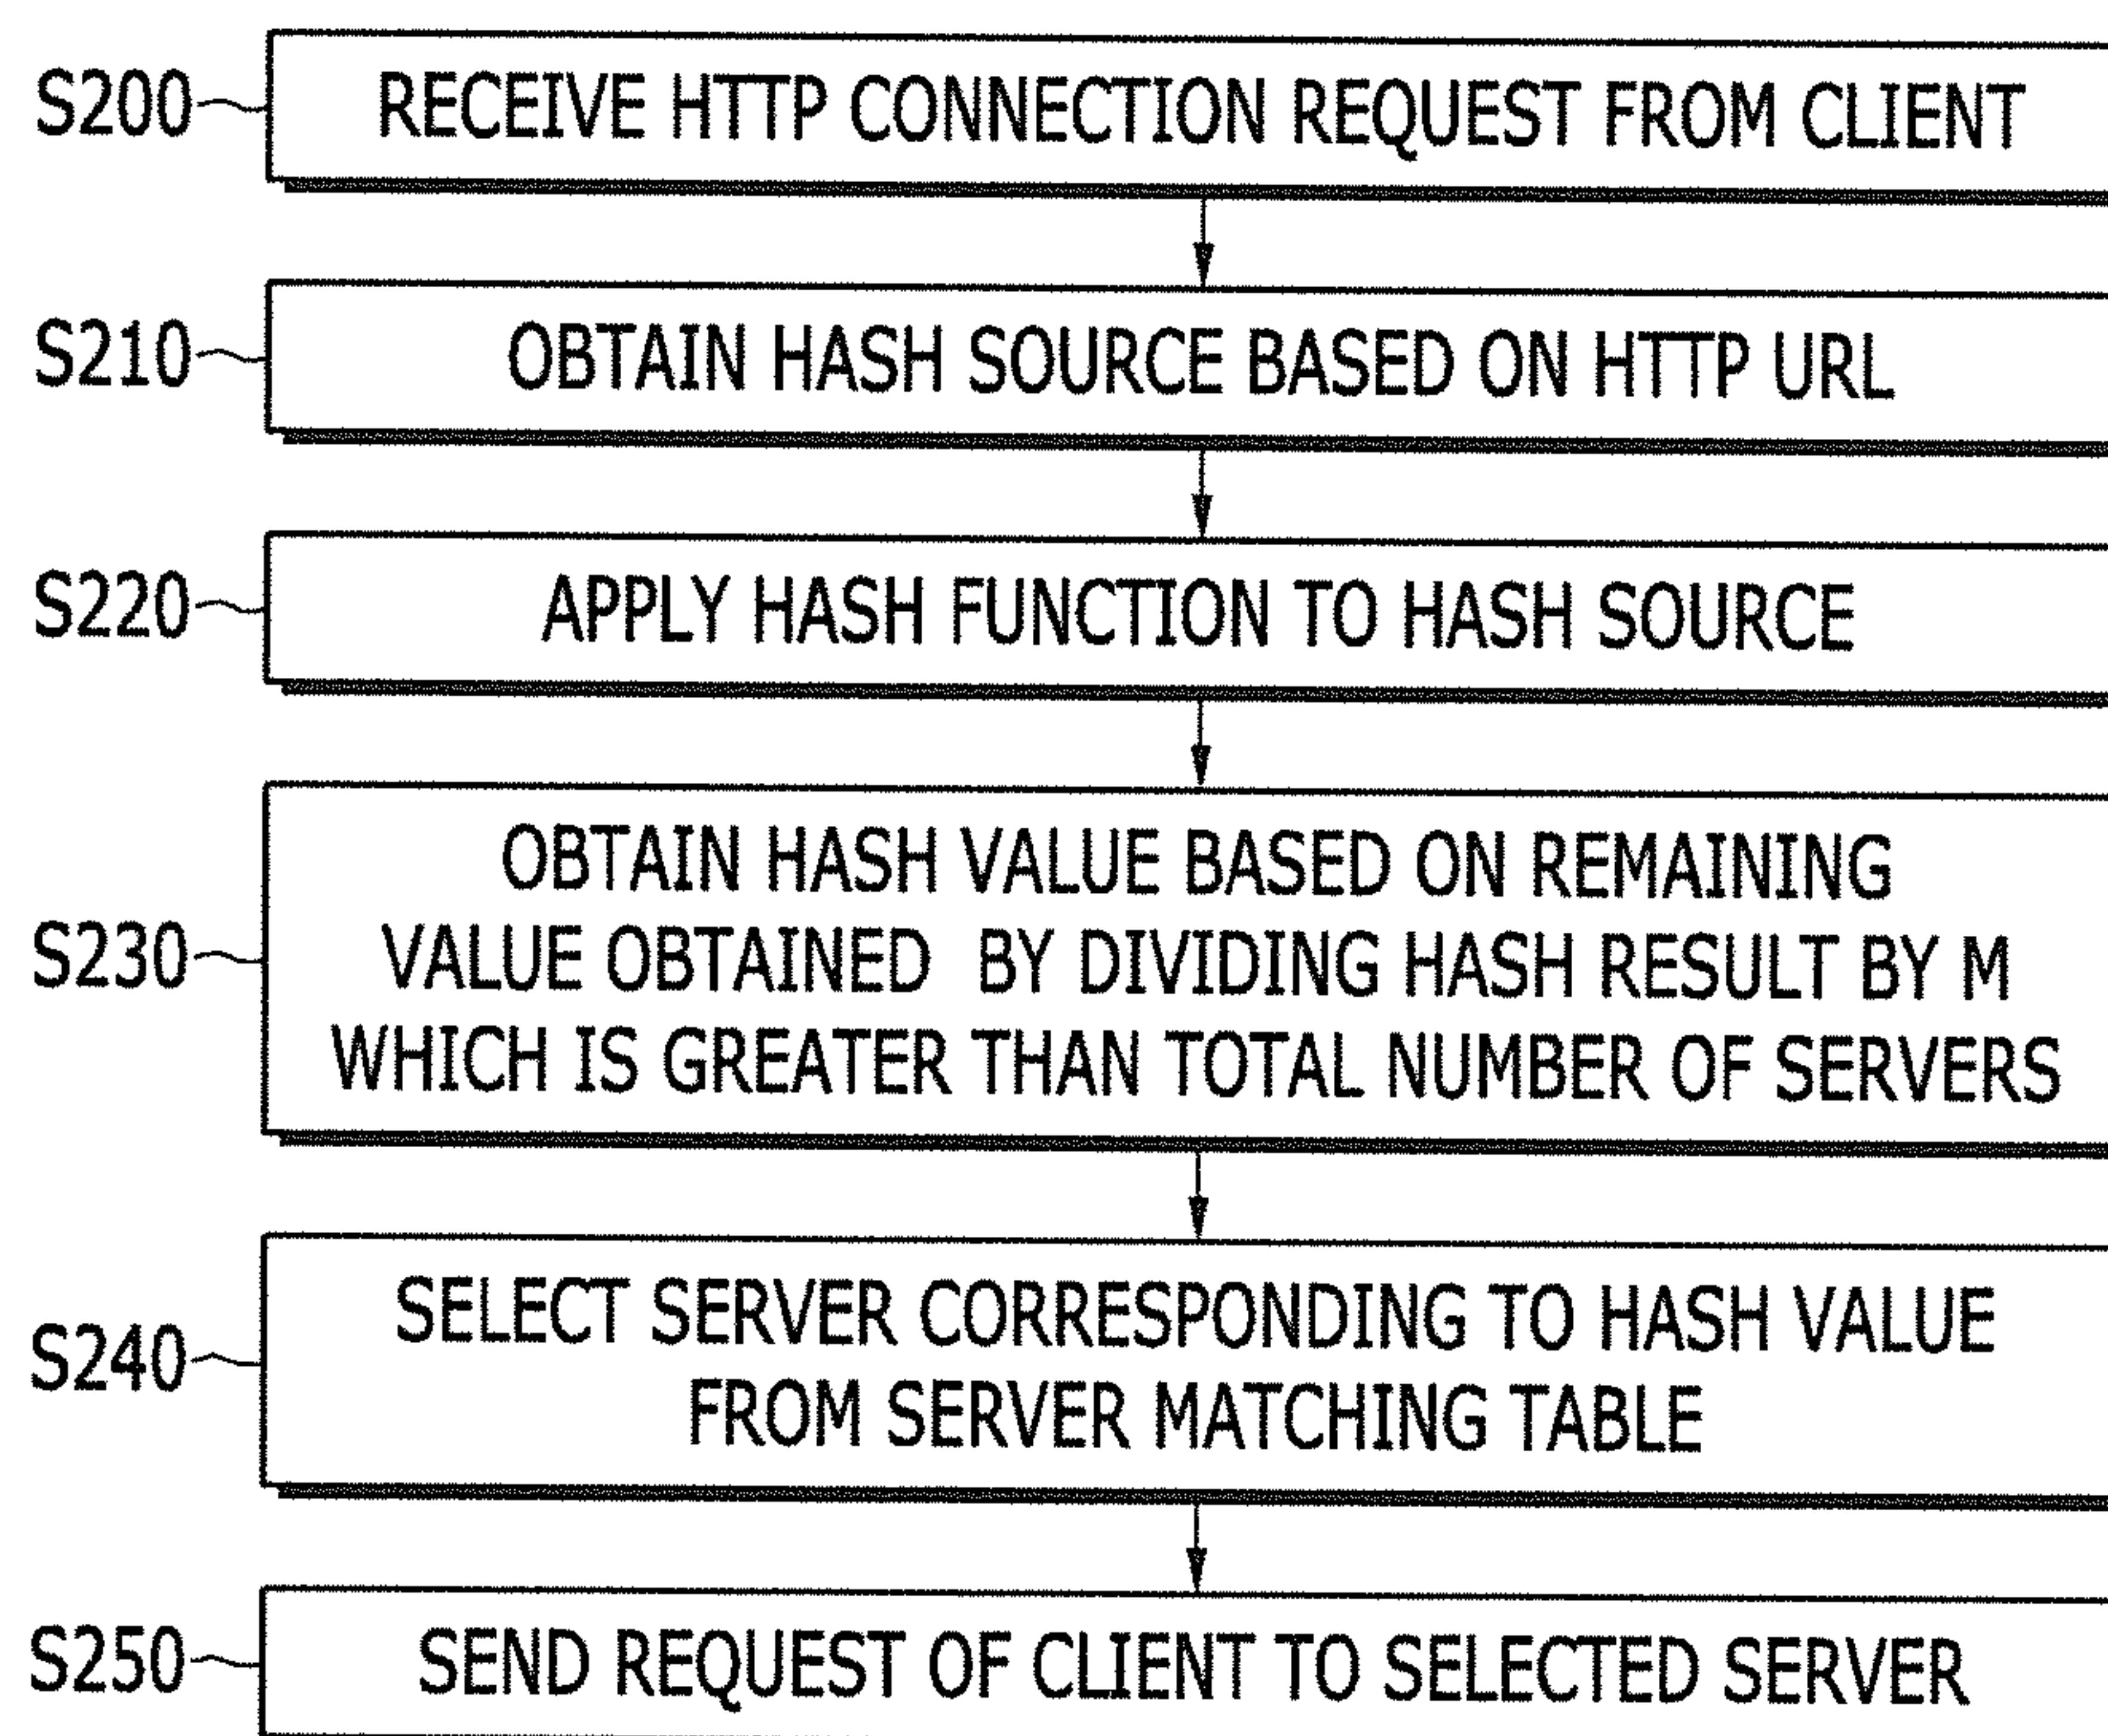 S200 RECEIVE HTTP CONNECTION REQUEST FROM CLIENT
S210 OBTAIN HASH SOURCE BASED ON HTTP URL
S220 APPLY HASH FUNCTION TO HASH SOURCE
OBTAIN HASH VALUE BASED ON REMAINING
S230 VALUE OBTAINED BY DIVIDING HASH RESULT BY M
WHICH IS GREATER THAN TOTAL NUMBER OF SERVERS
S240 SELECT SERVER CORRESPONDING TO HASH VALUE
FROM SERVER MATCHING TABLE
S250 SEND REQUEST OF CLIENT TO SELECTED SERVER